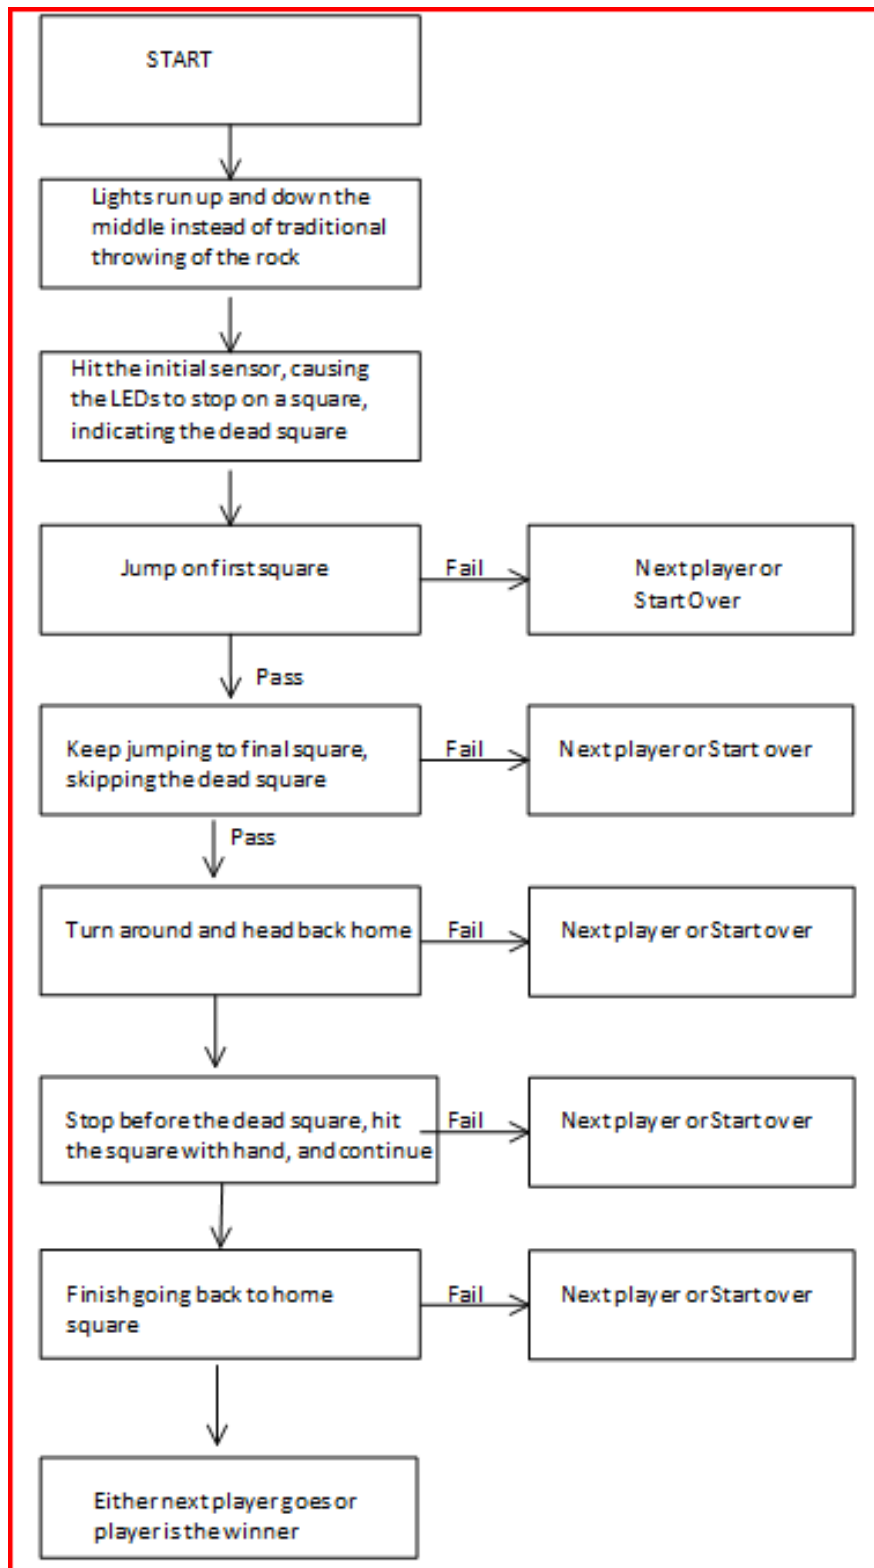 START
Lights run up and down the
middle instead of traditional
throwing of the rock
Hit the initial sensor, causing
the LEDs to stop on a square,
indicating the dead square
Jump on first square
Fail
Next player or
Start Over
Pass
Keep jumping to final square,
skipping the dead square
Fail
Next player or Start over
Pass
Turn around and head back home
Fail
Next player or Start over
Stop before the dead square, hit
the square with hand, and continue
Fail
Next player or Start over
Finish going back to home
square
Fail
Next player or Start over
Either next player goes or
player is the winner